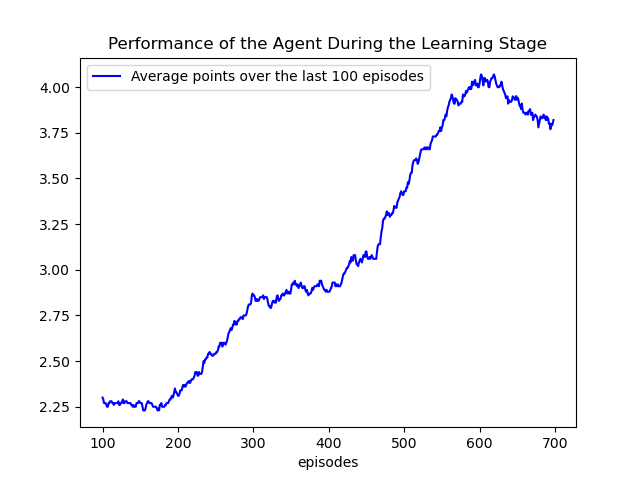 Performance of the Agent During the Learning Stage
Average points over the last 100 episodes
4.00
3.75
3.50
3.25
3.00
2.75
2.50
2.25
100 200 300 400 500 600 700
episodes